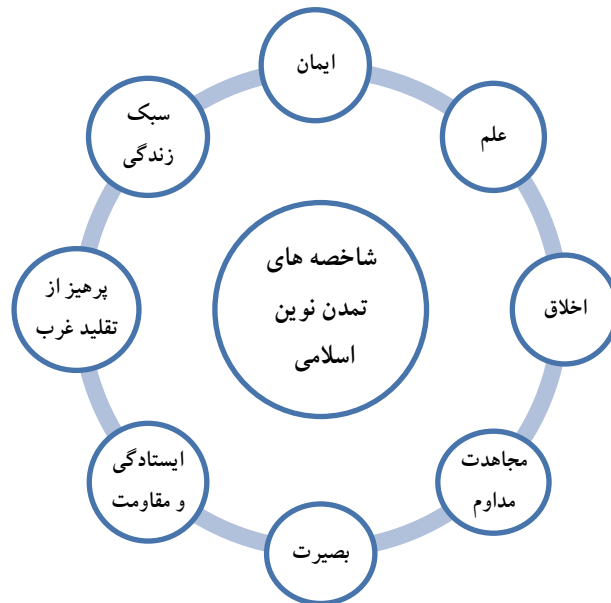 شاخصه های
تمدن نوین
اسلامی
ایمان
علم
اخلاق
مجاهدت
مداوم
بصیرت
ایستادگی
و مقاومت
پرهیز از
تقلید غرب
سبک
زندگی